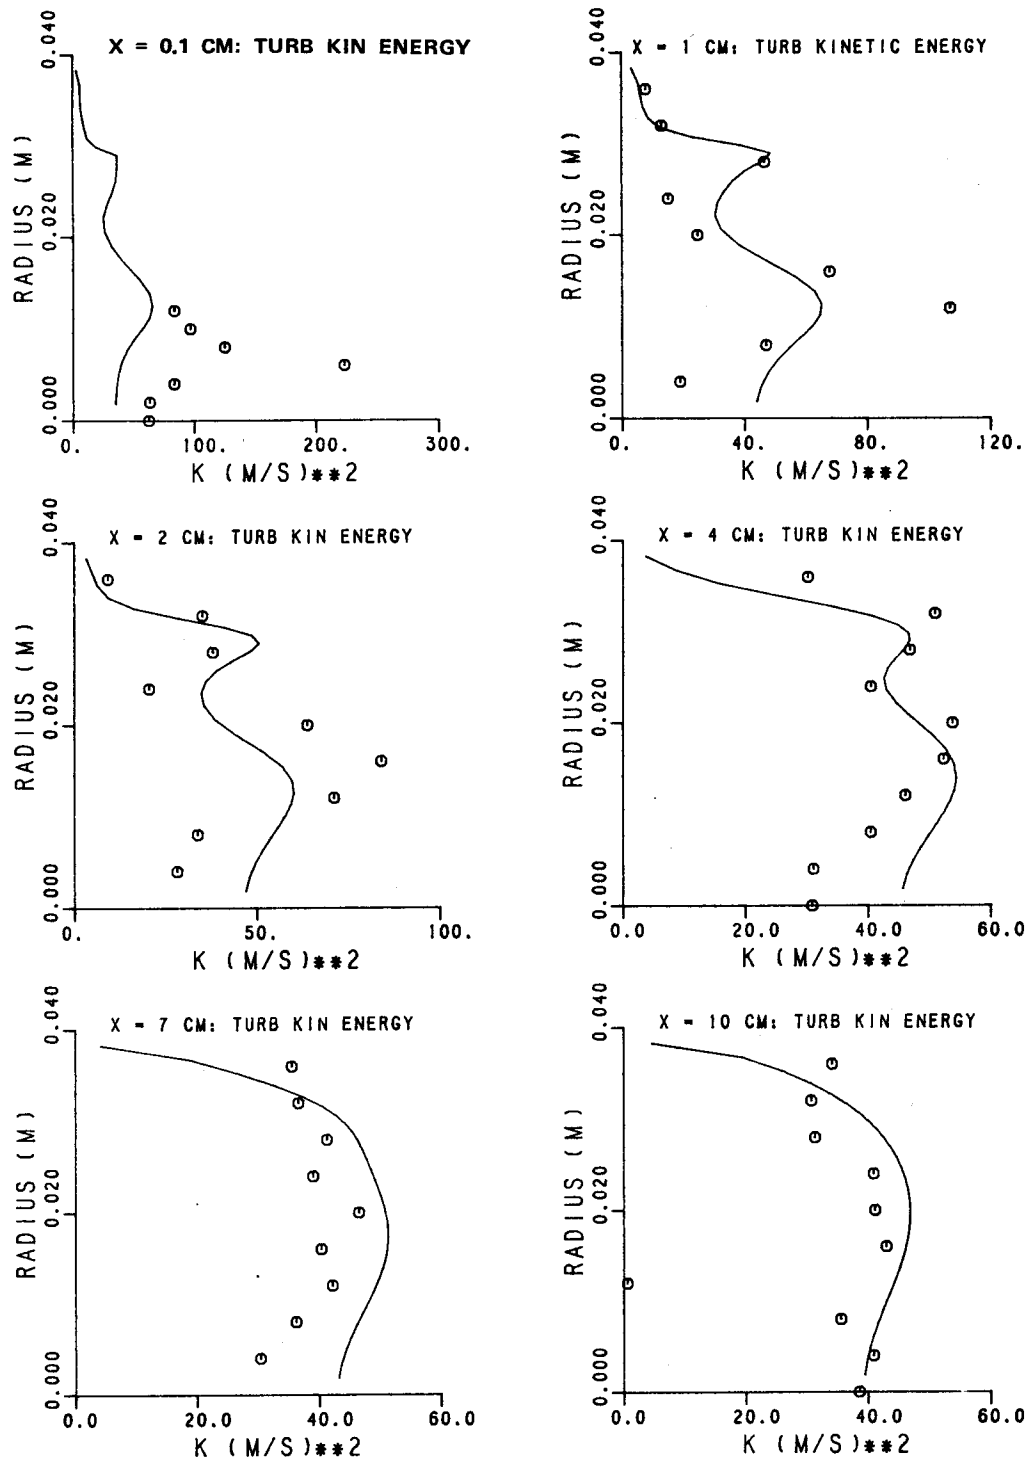 X = 0.1 CM: TURB KIN ENERGY
RADIUS (M)
0.040
0.020
0.000
0.
100.
200.
300.
K (M/S)**2
X = 1 CM: TURB KINETIC ENERGY
RADIUS (M)
0.040
0.020
0.000
0.
40.
80.
120.
K (M/S)**2
X = 2 CM: TURB KIN ENERGY
RADIUS (M)
0.040
0.020
0.000
0.
50.
100.
K (M/S)**2
X = 4 CM: TURB KIN ENERGY
RADIUS (M)
0.040
0.020
0.000
0.0
20.0
40.0
60.0
K (M/S)**2
X = 7 CM: TURB KIN ENERGY
RADIUS (M)
0.040
0.020
0.000
0.0
20.0
40.0
60.0
K (M/S)**2
X = 10 CM: TURB KIN ENERGY
RADIUS (M)
0.040
0.020
0.000
0.0
20.0
40.0
60.0
K (M/S)**2